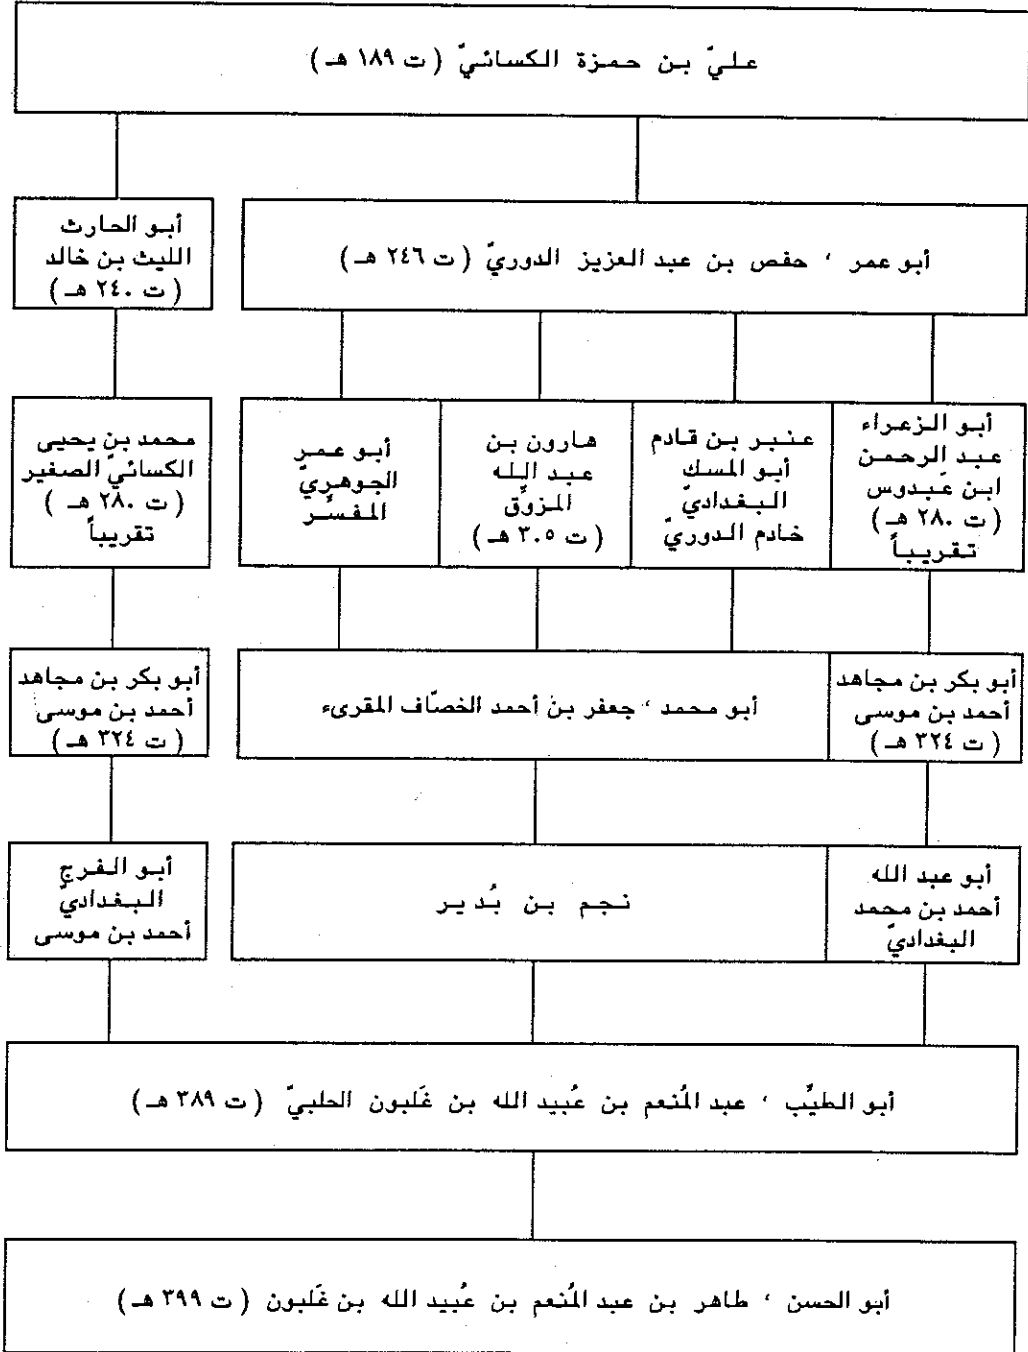 عليّ بن حمزة الكسائيّ (ت ١٨٩ هـ)
أبو عمر ، حفص بن عبد العزيز الدوريّ (ت ٢٤٦ هـ)
أبو الحارث
الليث بن خالد
(ت ٢٤٠ هـ)
أبو الزعراء
عبد الرحمن
ابن عَبدوس
(ت ٢٨٠ هـ)
تقريباً
عنبر بن قادم
أبو المسك
البغداديّ
خادم الدوريّ
هارون بن
عبد الله
المزوِّق
(ت ٣٠٥ هـ)
أبو عمر
الجوهريّ
المفسِّر
محمد بن يحيى
الكسائيّ الصغير
(ت ٢٨٠ هـ)
تقريباً
أبو بكر بن مجاهد
أحمد بن موسى
(ت ٣٢٤ هـ)
أبو محمد ، جعفر بن أحمد الخصّاف المقرىء
أبو بكر بن مجاهد
أحمد بن موسى
(ت ٣٢٤ هـ)
أبو عبد الله
أحمد بن محمد
البغداديّ
نجم بن بُدير
أبو الفرج
البغداديّ
أحمد بن موسى
أبو الطيِّب ، عبد المُنعم بن عُبيد الله بن غَلبون الحلبيّ (ت ٣٨٩ هـ)
أبو الحسن ، طاهر بن عبد المُنعم بن عُبيد الله بن غَلبون (ت ٣٩٩ هـ)